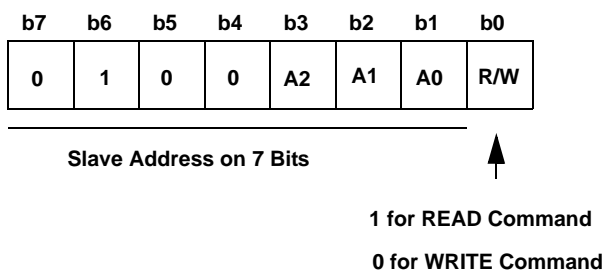 b7 b6 b5 b4 b3 b2 b1 b0
0 1 0 0 A2 A1 A0 R/W
Slave Address on 7 Bits
1 for READ Command
0 for WRITE Command